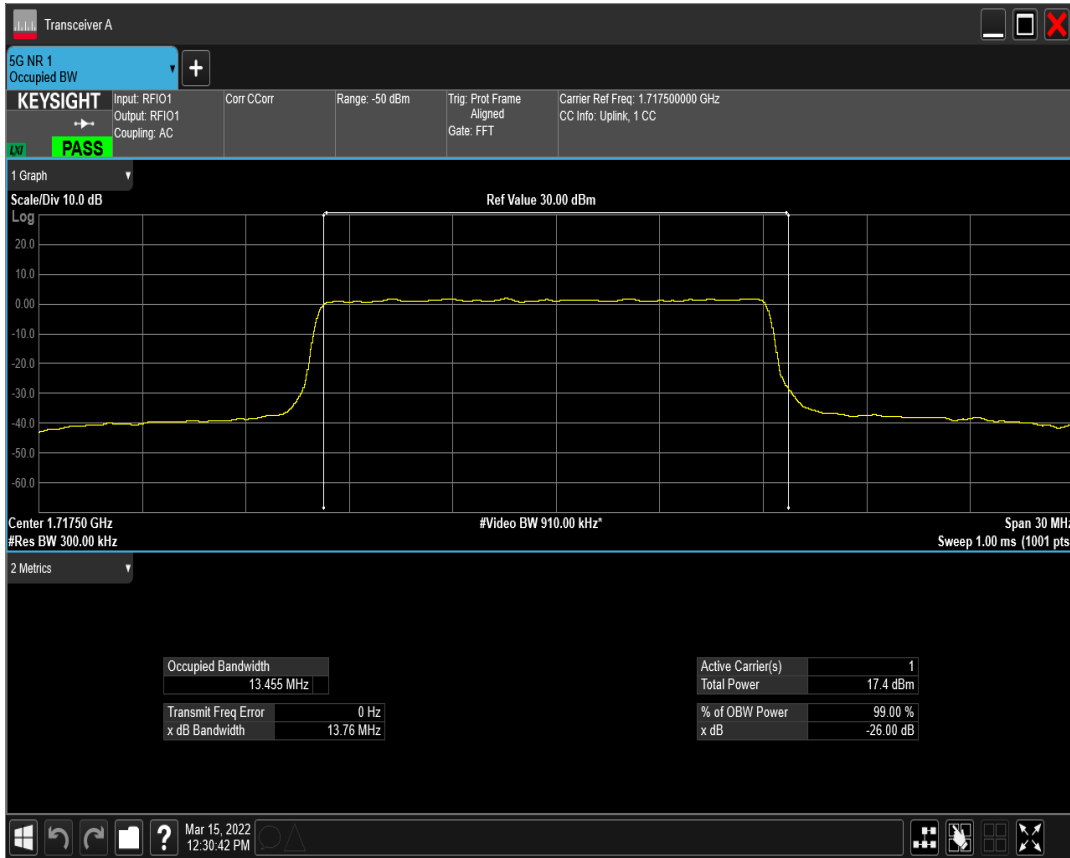 Transceiver A
5G NR 1
Occupied BW
KEYSIGHT
LXI
PASS
Input: RFIO1
Output: RFIO1
Coupling: AC
Corr CCorr
Range: -50 dBm
Trig: Prot Frame
Aligned
Gate: FFT
Carrier Ref Freq: 1.717500000 GHz
CC Info: Uplink, 1 CC
1 Graph
Scale/Div 10.0 dB
Ref Value 30.00 dBm
Log
20.0
10.0
0.00
-10.0
-20.0
-30.0
-40.0
-50.0
-60.0
Center 1.71750 GHz
#Video BW 910.00 kHz*
Span 30 MHz
#Res BW 300.00 kHz
Sweep 1.00 ms (1001 pts
2 Metrics
Occupied Bandwidth
13.455 MHz
Transmit Freq Error 0 Hz
x dB Bandwidth 13.76 MHz
Active Carrier(s) 1
Total Power 17.4 dBm
% of OBW Power 99.00 %
x dB -26.00 dB
?
Mar 15, 2022
12:30:42 PM